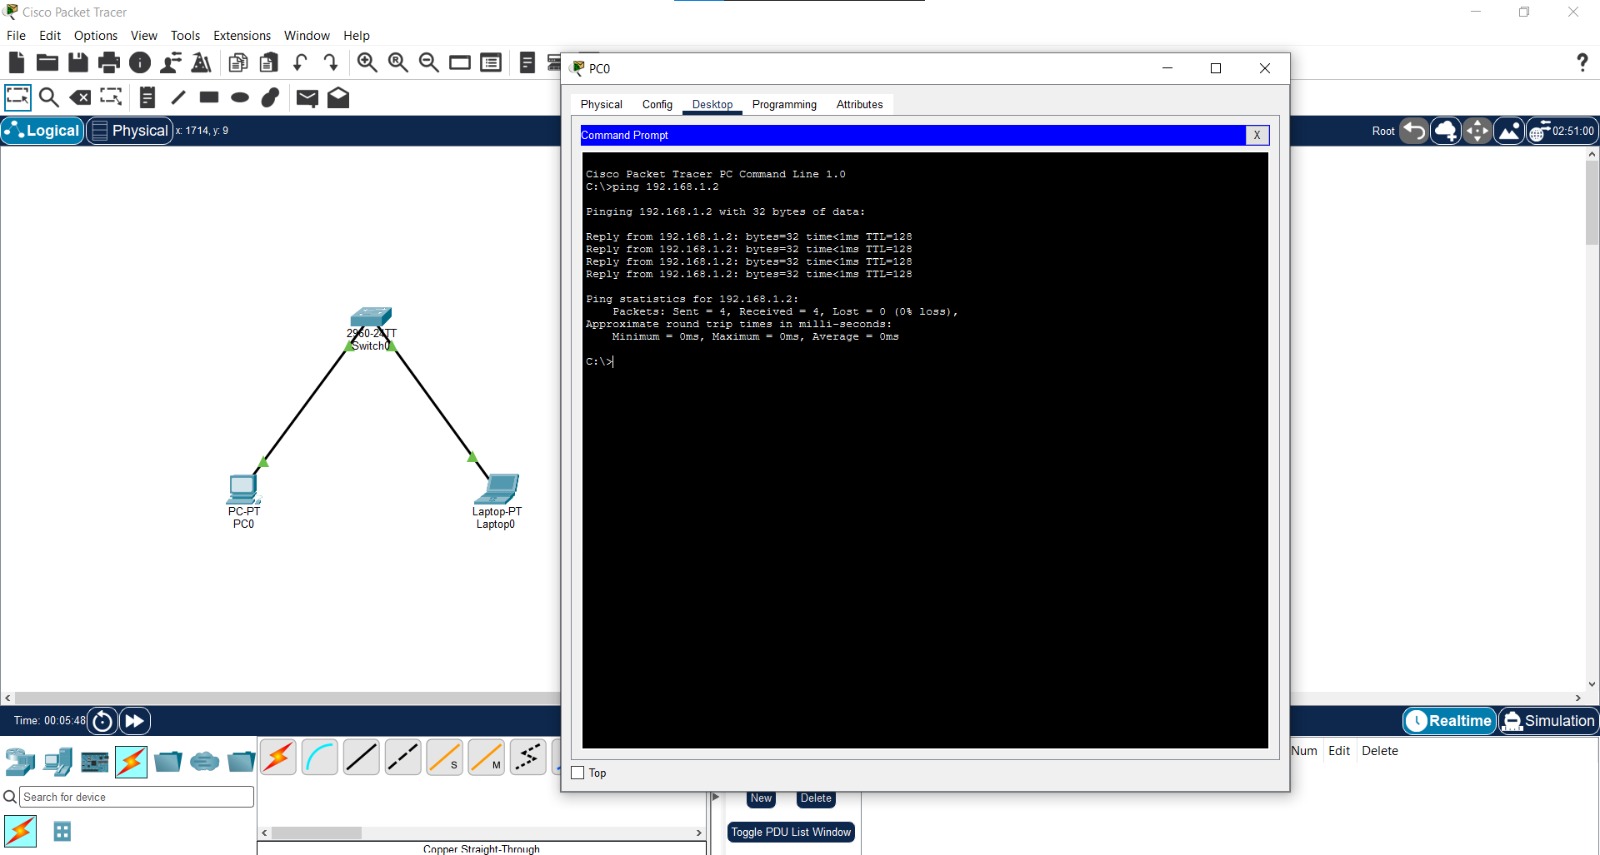 Cisco Packet Tracer
File Edit Options View Tools Extensions Window Help
Logical Physical x: 1714, y: 9
Root 02:51:00
PC0
Physical Config Desktop Programming Attributes
Command Prompt X
Cisco Packet Tracer PC Command Line 1.0
C:\>ping 192.168.1.2
Pinging 192.168.1.2 with 32 bytes of data:
Reply from 192.168.1.2: bytes=32 time<1ms TTL=128
Reply from 192.168.1.2: bytes=32 time<1ms TTL=128
Reply from 192.168.1.2: bytes=32 time<1ms TTL=128
Reply from 192.168.1.2: bytes=32 time<1ms TTL=128
Ping statistics for 192.168.1.2:
Packets: Sent = 4, Received = 4, Lost = 0 (0% loss),
Approximate round trip times in milli-seconds:
Minimum = 0ms, Maximum = 0ms, Average = 0ms
C:\>
Top
2960-24TT
Switch0
PC-PT
PC0
Laptop-PT
Laptop0
Time: 00:05:48
Realtime Simulation
S M
Search for device
Copper Straight-Through
New Delete
Toggle PDU List Window
Num Edit Delete